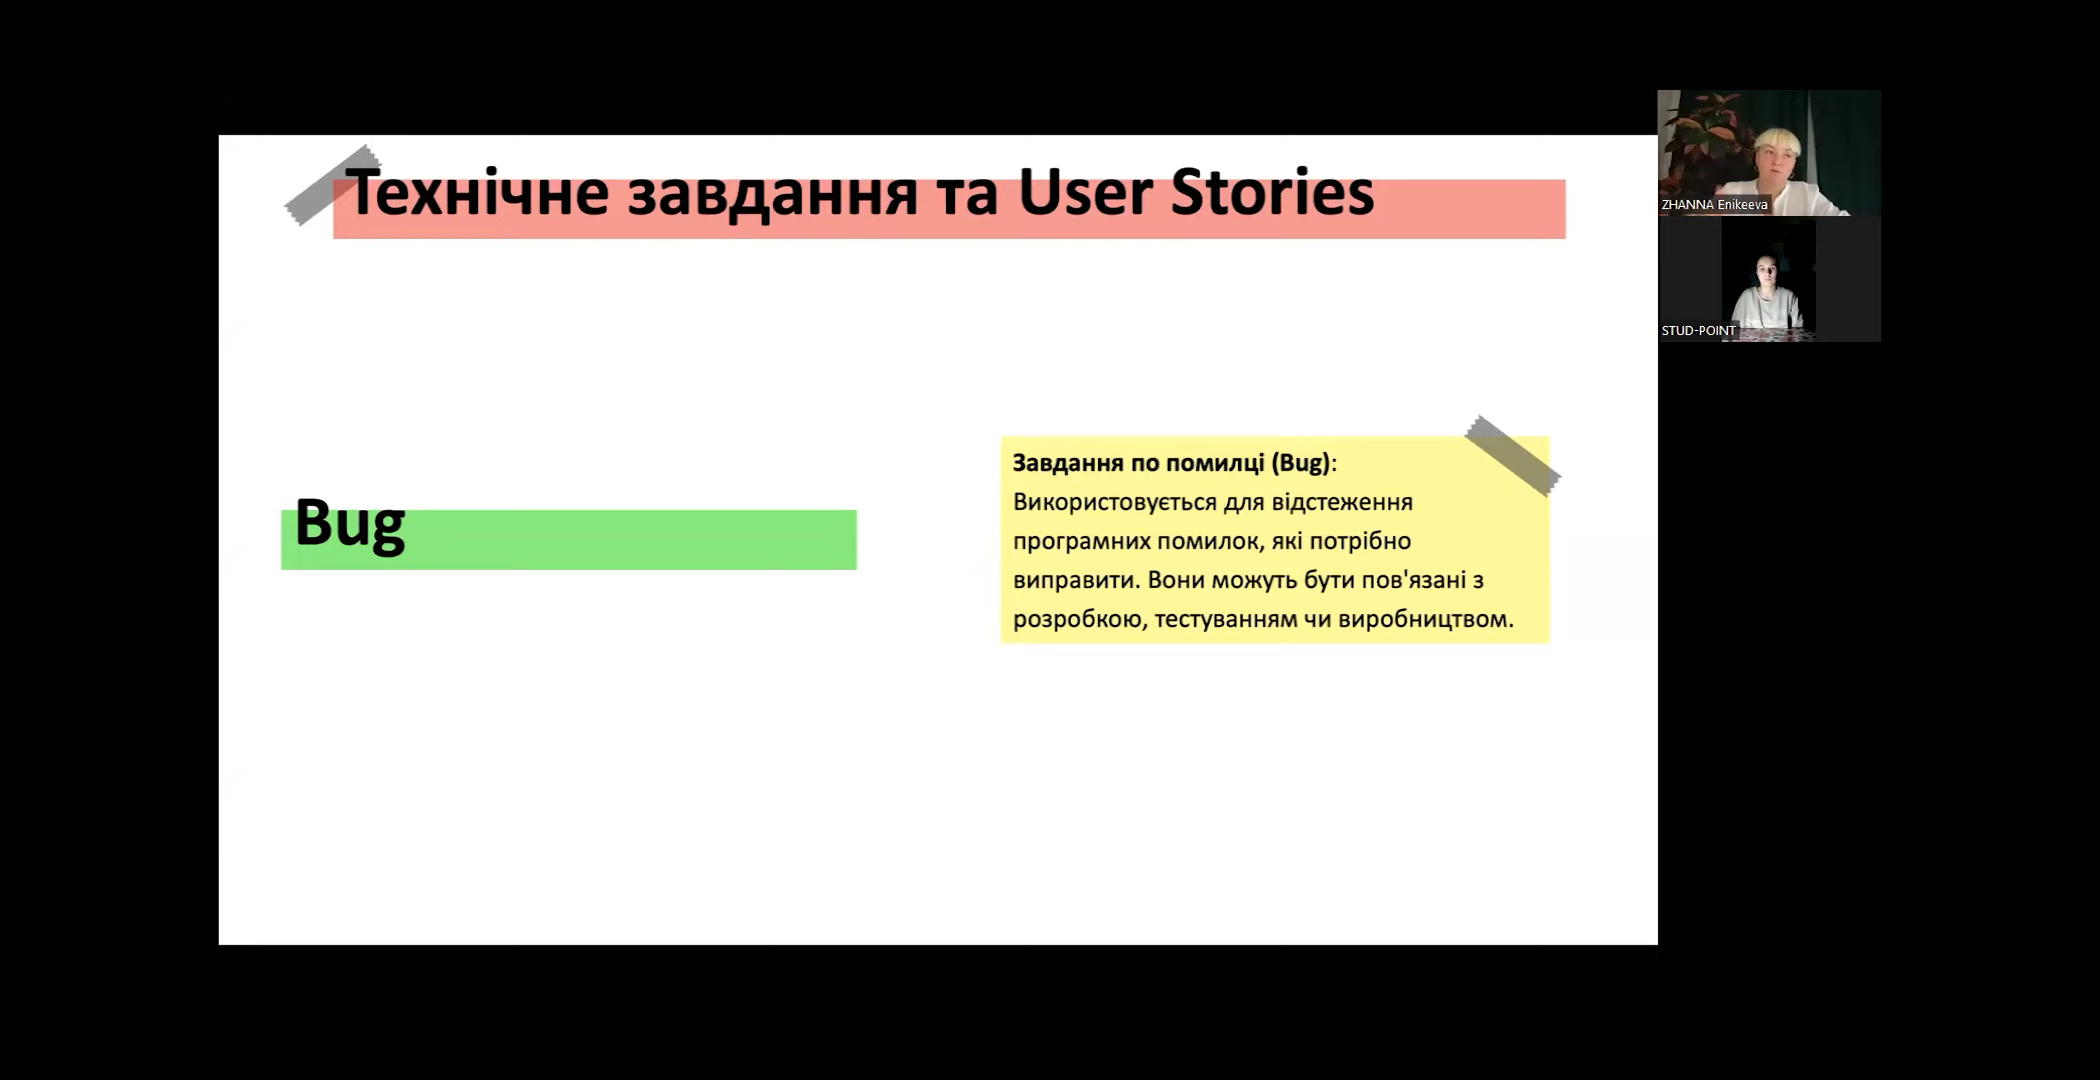 Технічне завдання та User Stories
Bug
Завдання по помилці (Bug):
Використовується для відстеження
програмних помилок, які потрібно
виправити. Вони можуть бути пов'язані з
розробкою, тестуванням чи виробництвом.
ZHANNA Enikeeva
STUD-POINT